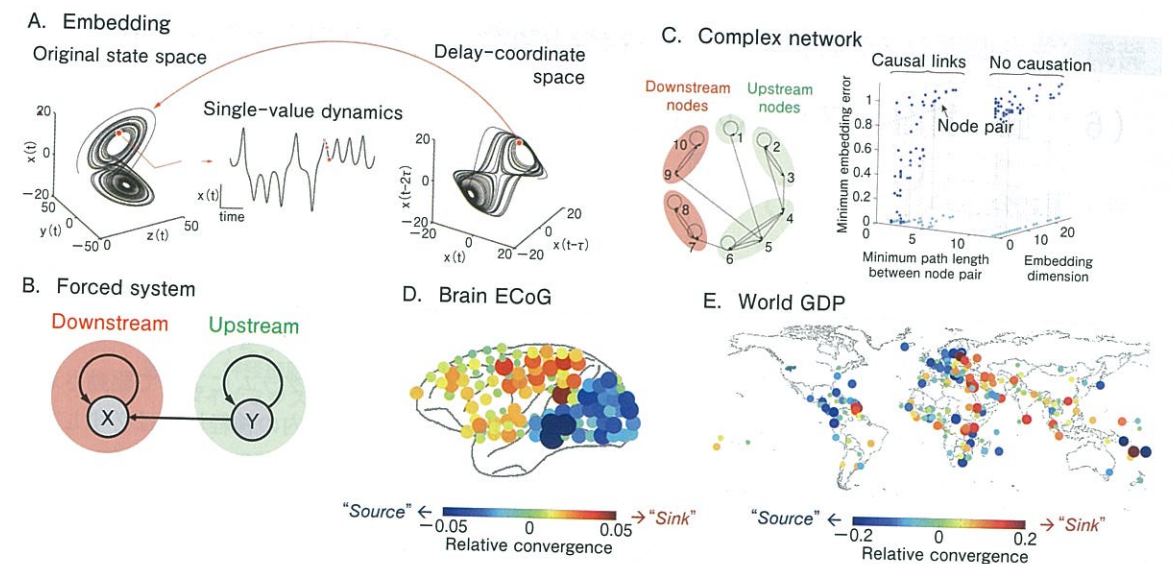 A. Embedding
Original state space
Delay-coordinate
space
Single-value dynamics
20
x(t)
0
−20
50
y(t)
0
−50
0
z(t)
50
x(t)
time
20
x(t−2τ)
0
−20
−20
0
x(t)
20
−20
0
x(t−τ)
20
B. Forced system
Downstream
Upstream
X
Y
C. Complex network
Downstream
nodes
Upstream
nodes
1
2
3
4
5
6
7
8
9
10
Causal links
No causation
Node pair
Minimum embedding error
1
0.8
0.6
0.4
0.2
0
0
5
10
Minimum path length
between node pair
0
10
20
Embedding
dimension
D. Brain ECoG
"Source" ←
→ "Sink"
−0.05
0
0.05
Relative convergence
E. World GDP
"Source" ←
→ "Sink"
−0.2
0
0.2
Relative convergence